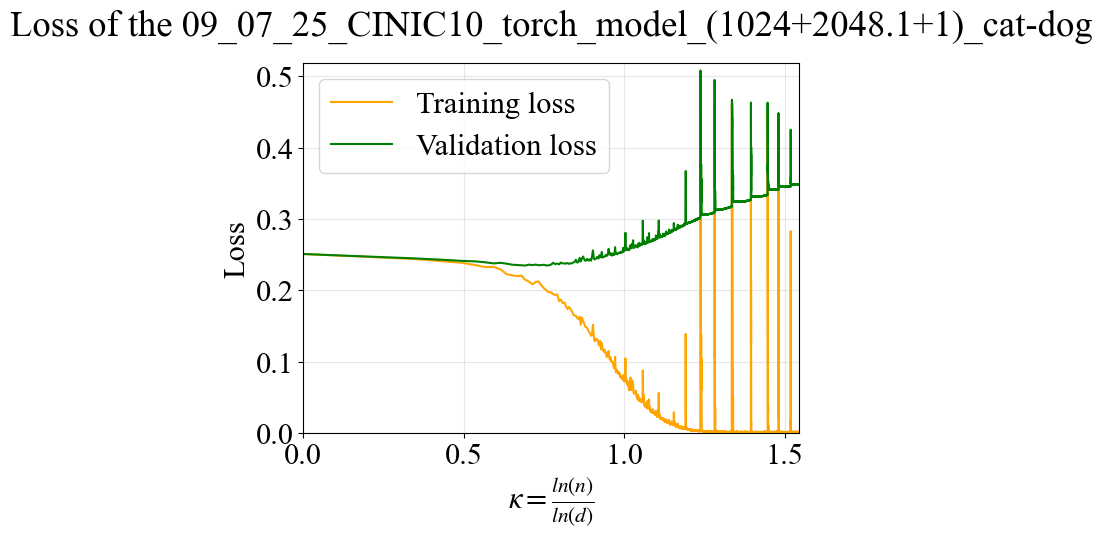 Loss of the 09_07_25_CINIC10_torch_model_(1024+2048.1+1)_cat-dog
0.5
0.4
0.3
0.2
0.1
0.0
Loss
Training loss
Validation loss
0.0 0.5 1.0 1.5
κ = ln(n)/ln(d)